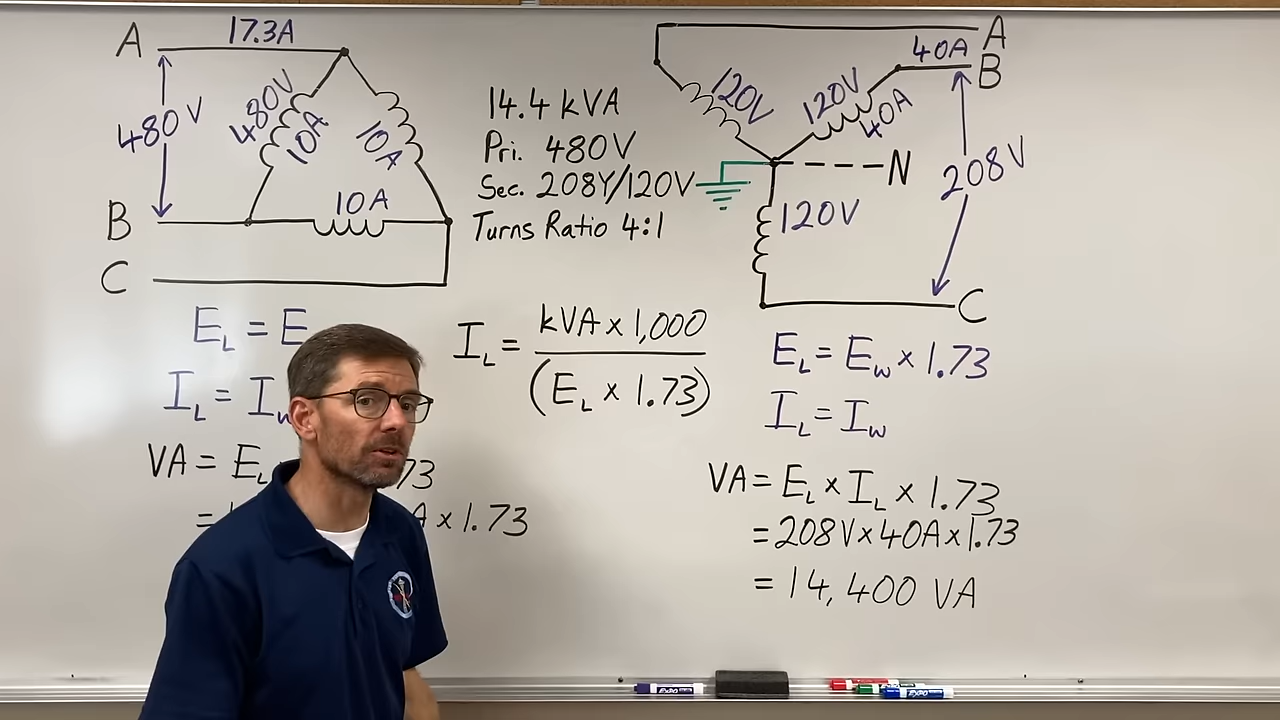 A
17.3A
480V
480V
10A
10A
B
10A
C
E_L = E
I_L = I_W
VA = E_L 73
= A × 1.73
14.4 kVA
Pri. 480V
Sec. 208Y/120V
Turns Ratio 4:1
I_L = kVA × 1,000
(E_L × 1.73)
A
40A
B
120V
120V
40A
N
208V
120V
C
E_L = E_W × 1.73
I_L = I_W
VA = E_L × I_L × 1.73
= 208V × 40A × 1.73
= 14,400 VA
EXPO
EXPO